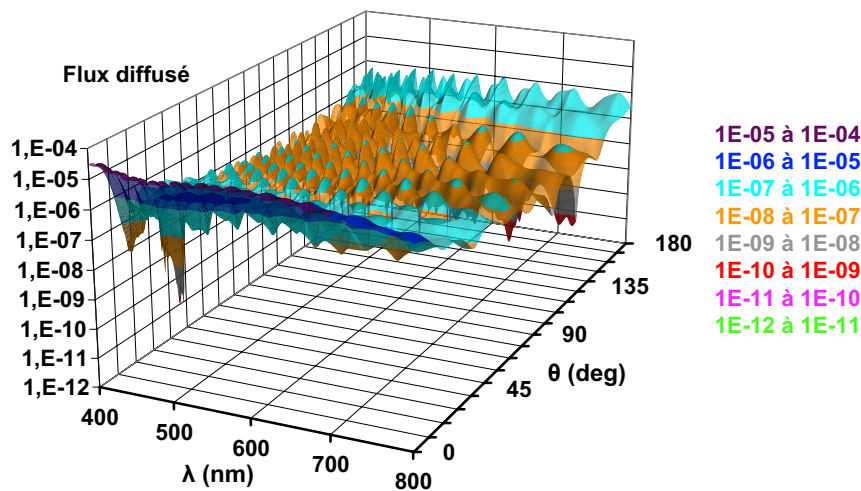 Flux diffusé
1,E-04
1,E-05
1,E-06
1,E-07
1,E-08
1,E-09
1,E-10
1,E-11
1,E-12
400
500
600
700
800
λ (nm)
0
45
90
135
180
θ (deg)
1E-05 à 1E-04
1E-06 à 1E-05
1E-07 à 1E-06
1E-08 à 1E-07
1E-09 à 1E-08
1E-10 à 1E-09
1E-11 à 1E-10
1E-12 à 1E-11